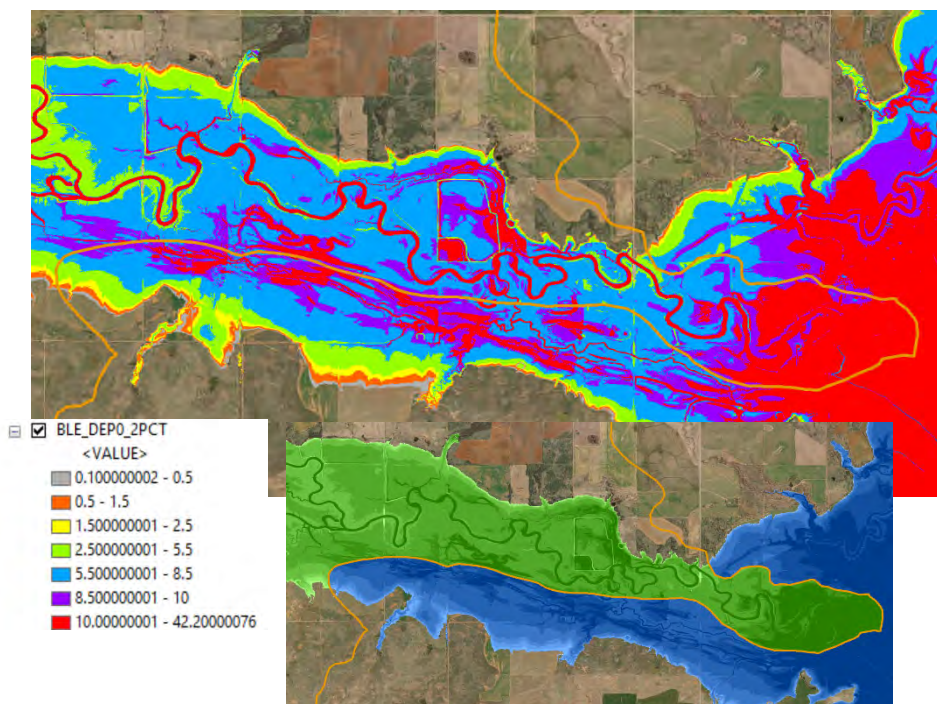 BLE_DEP0_2PCT
<VALUE>
0.100000002 - 0.5
0.5 - 1.5
1.500000001 - 2.5
2.500000001 - 5.5
5.500000001 - 8.5
8.500000001 - 10
10.00000001 - 42.20000076